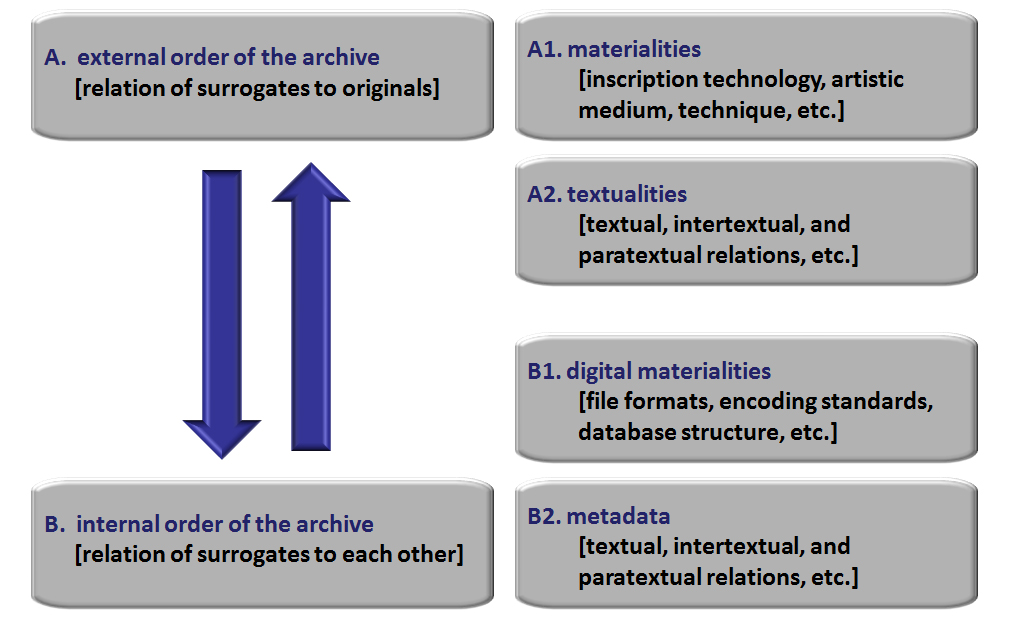 A. external order of the archive
[relation of surrogates to originals]
A1. materialities
[inscription technology, artistic
medium, technique, etc.]
A2. textualities
[textual, intertextual, and
paratextual relations, etc.]
B1. digital materialities
[file formats, encoding standards,
database structure, etc.]
B. internal order of the archive
[relation of surrogates to each other]
B2. metadata
[textual, intertextual, and
paratextual relations, etc.]